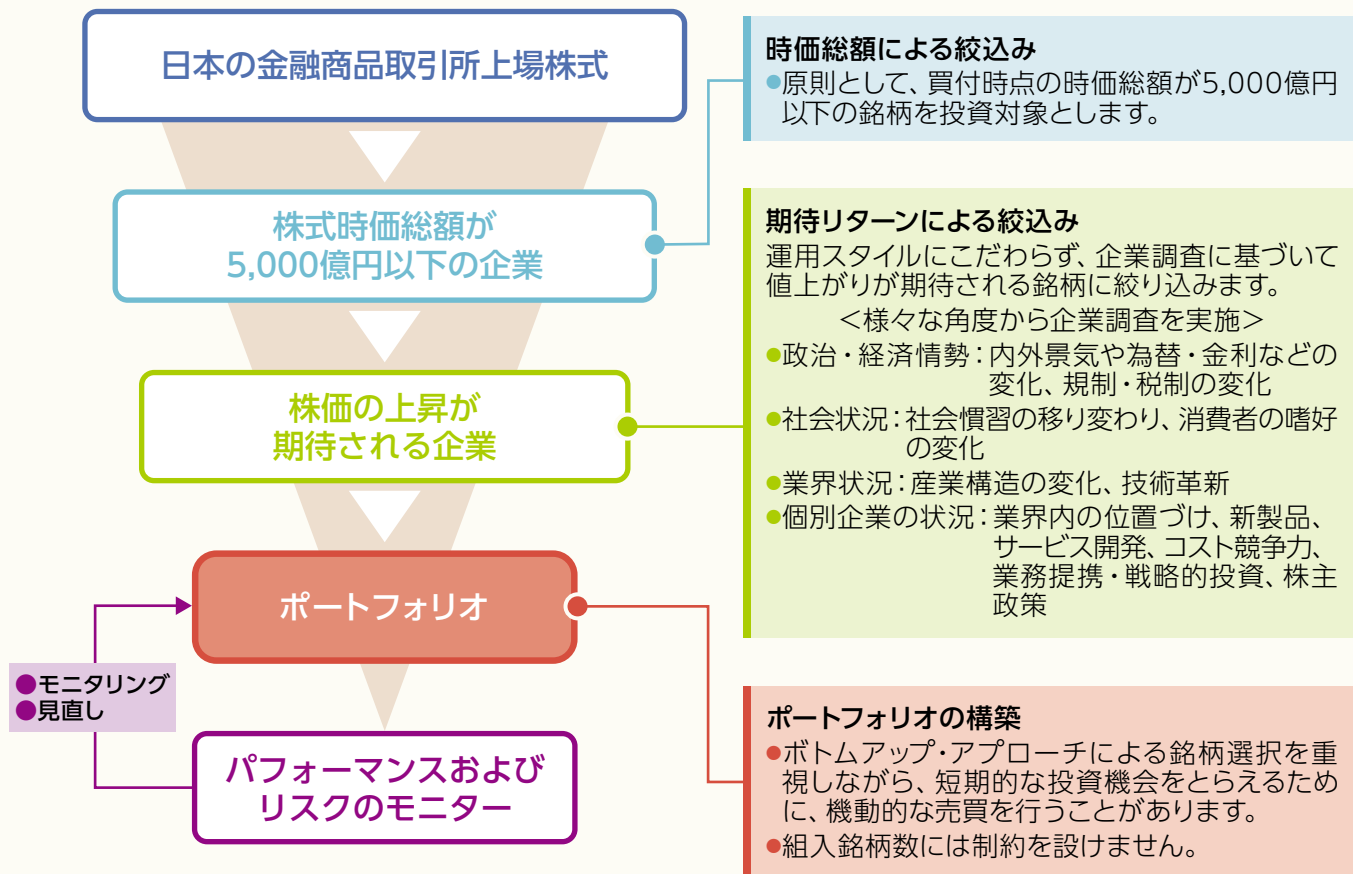 日本の金融商品取引所上場株式
株式時価総額が
5,000億円以下の企業
株価の上昇が
期待される企業
ポートフォリオ
●モニタリング
●見直し
パフォーマンスおよび
リスクのモニター
時価総額による絞込み
●原則として、買付時点の時価総額が5,000億円
以下の銘柄を投資対象とします。
期待リターンによる絞込み
運用スタイルにこだわらず、企業調査に基づいて
値上がりが期待される銘柄に絞り込みます。
＜様々な角度から企業調査を実施＞
●政治・経済情勢：内外景気や為替・金利などの
変化、規制・税制の変化
●社会状況：社会慣習の移り変わり、消費者の嗜好
の変化
●業界状況：産業構造の変化、技術革新
●個別企業の状況：業界内の位置づけ、新製品、
サービス開発、コスト競争力、
業務提携・戦略的投資、株主
政策
ポートフォリオの構築
●ボトムアップ・アプローチによる銘柄選択を重
視しながら、短期的な投資機会をとらえるため
に、機動的な売買を行うことがあります。
●組入銘柄数には制約を設けません。